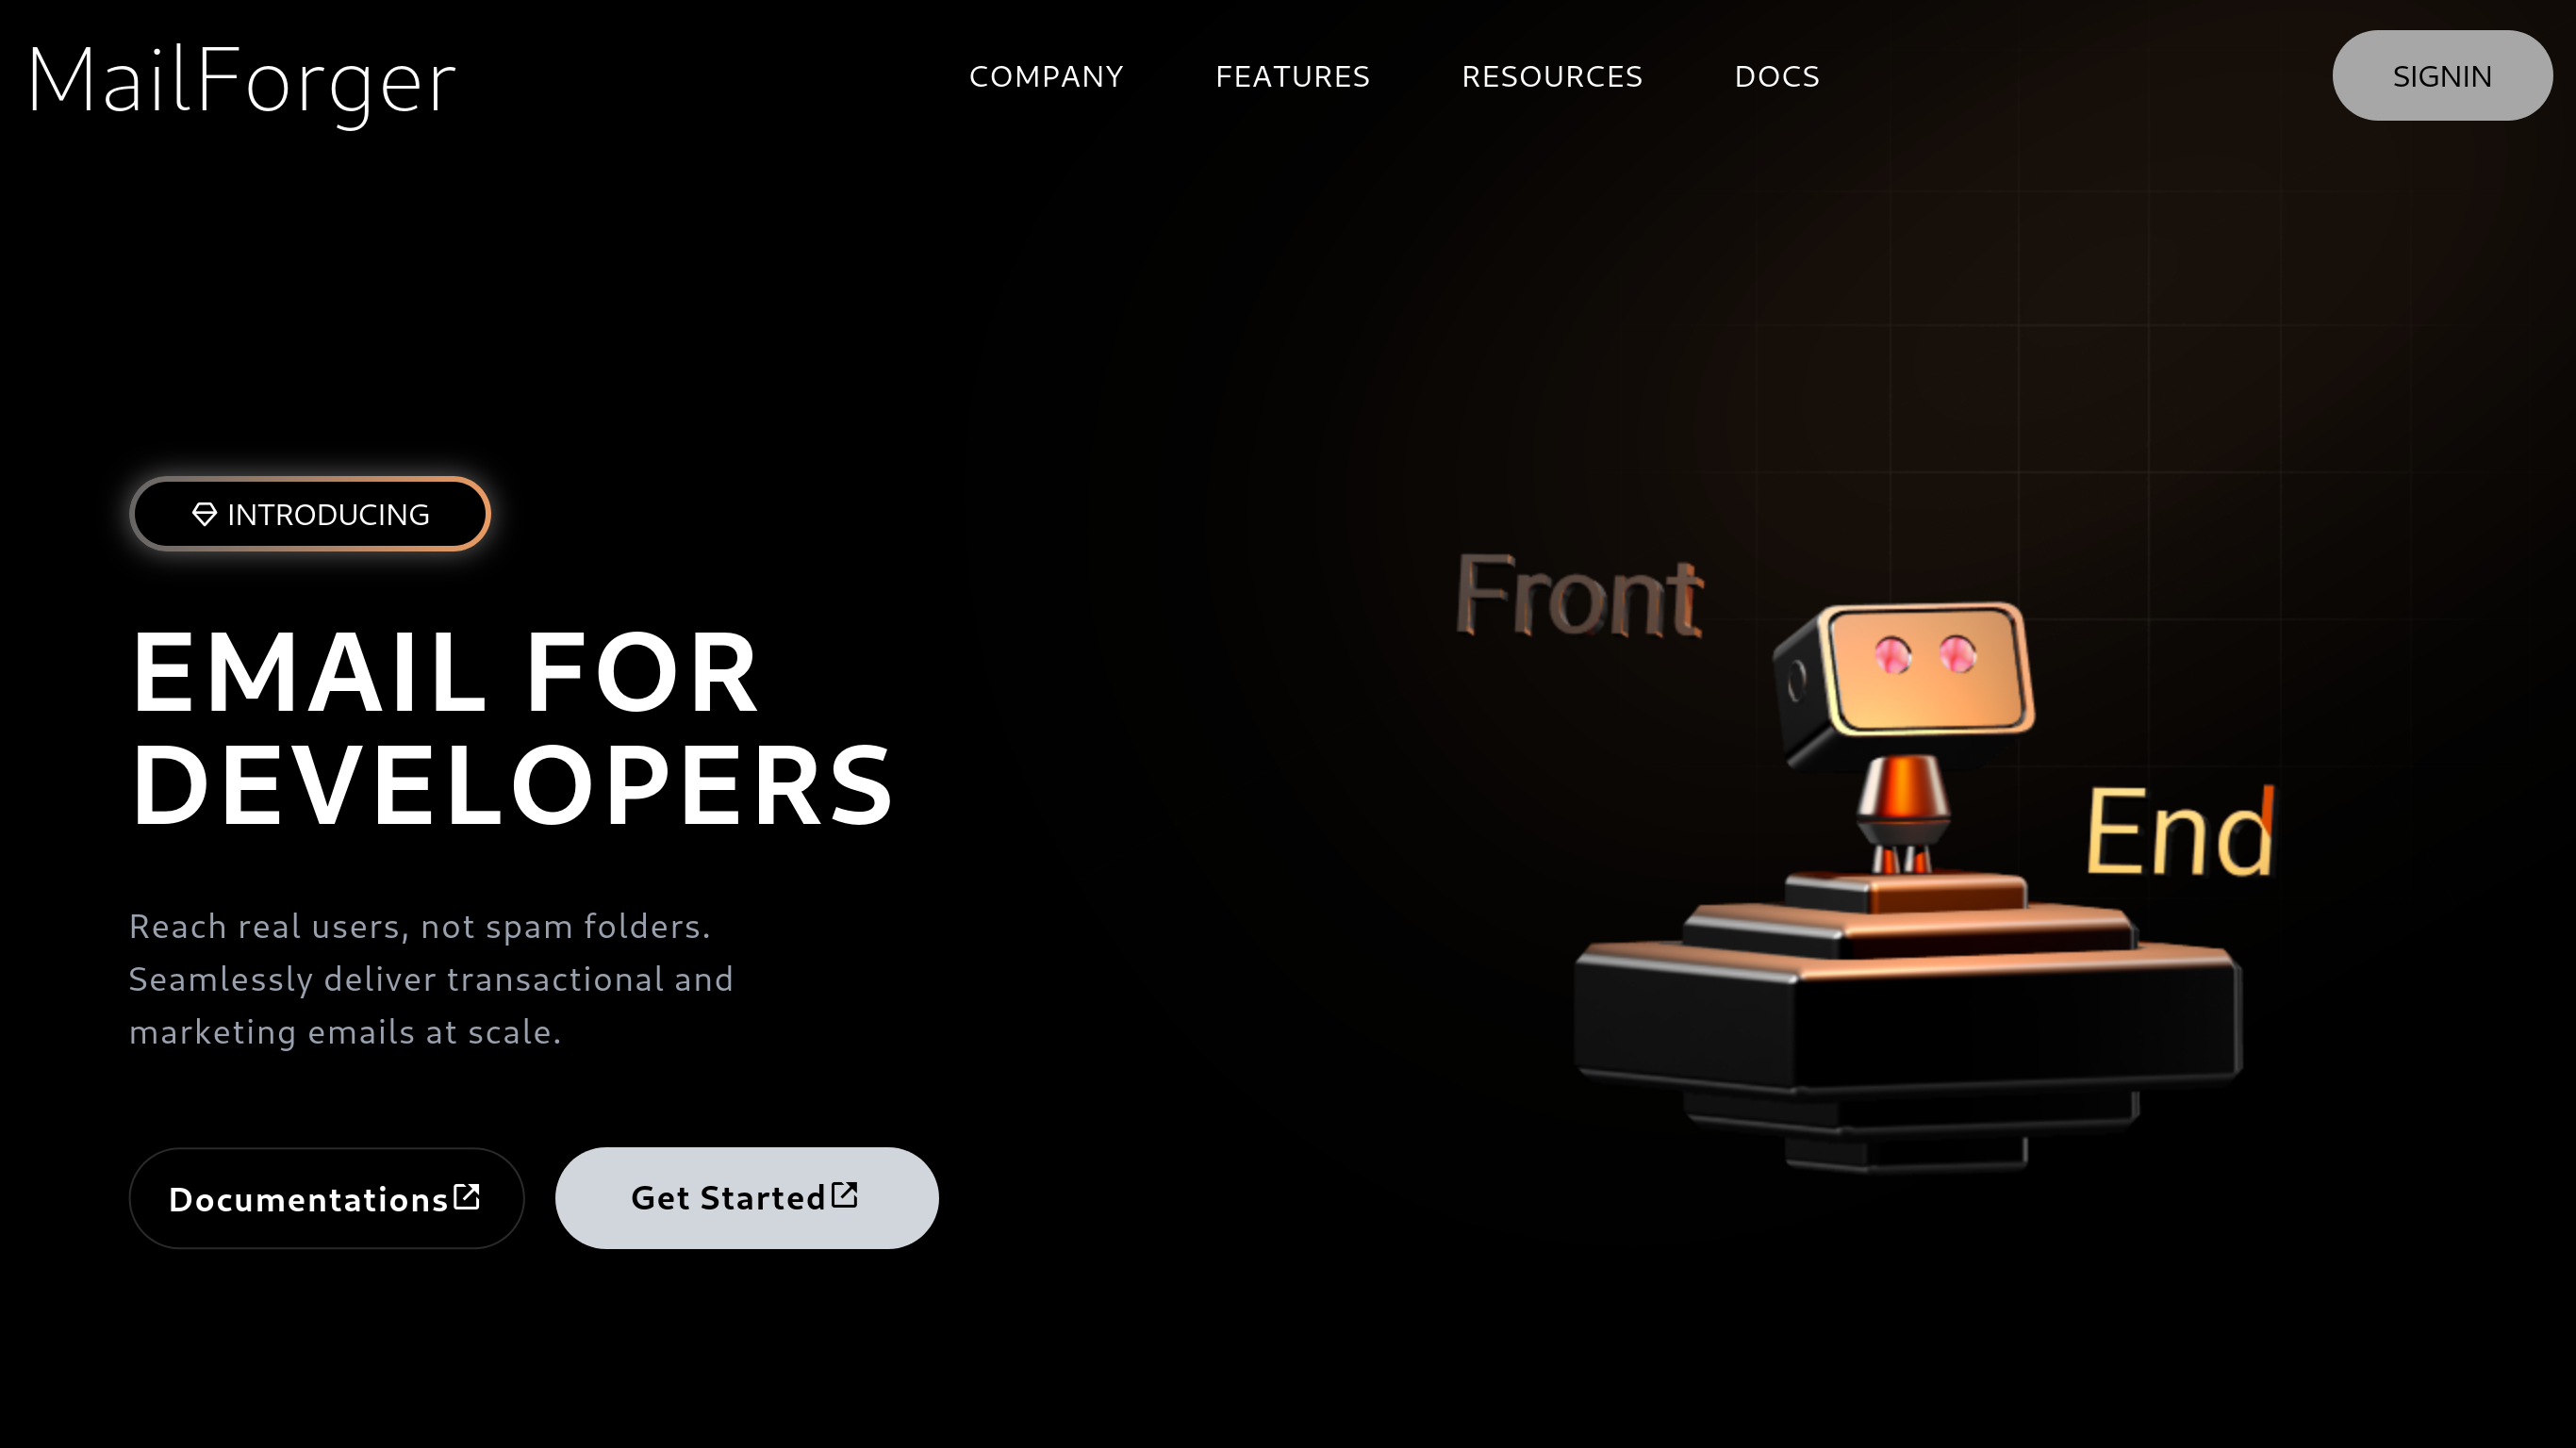 MailForger
COMPANY FEATURES RESOURCES DOCS
SIGNIN
INTRODUCING
EMAIL FOR
DEVELOPERS
Reach real users, not spam folders.
Seamlessly deliver transactional and
marketing emails at scale.
Documentations
Get Started
Front
End